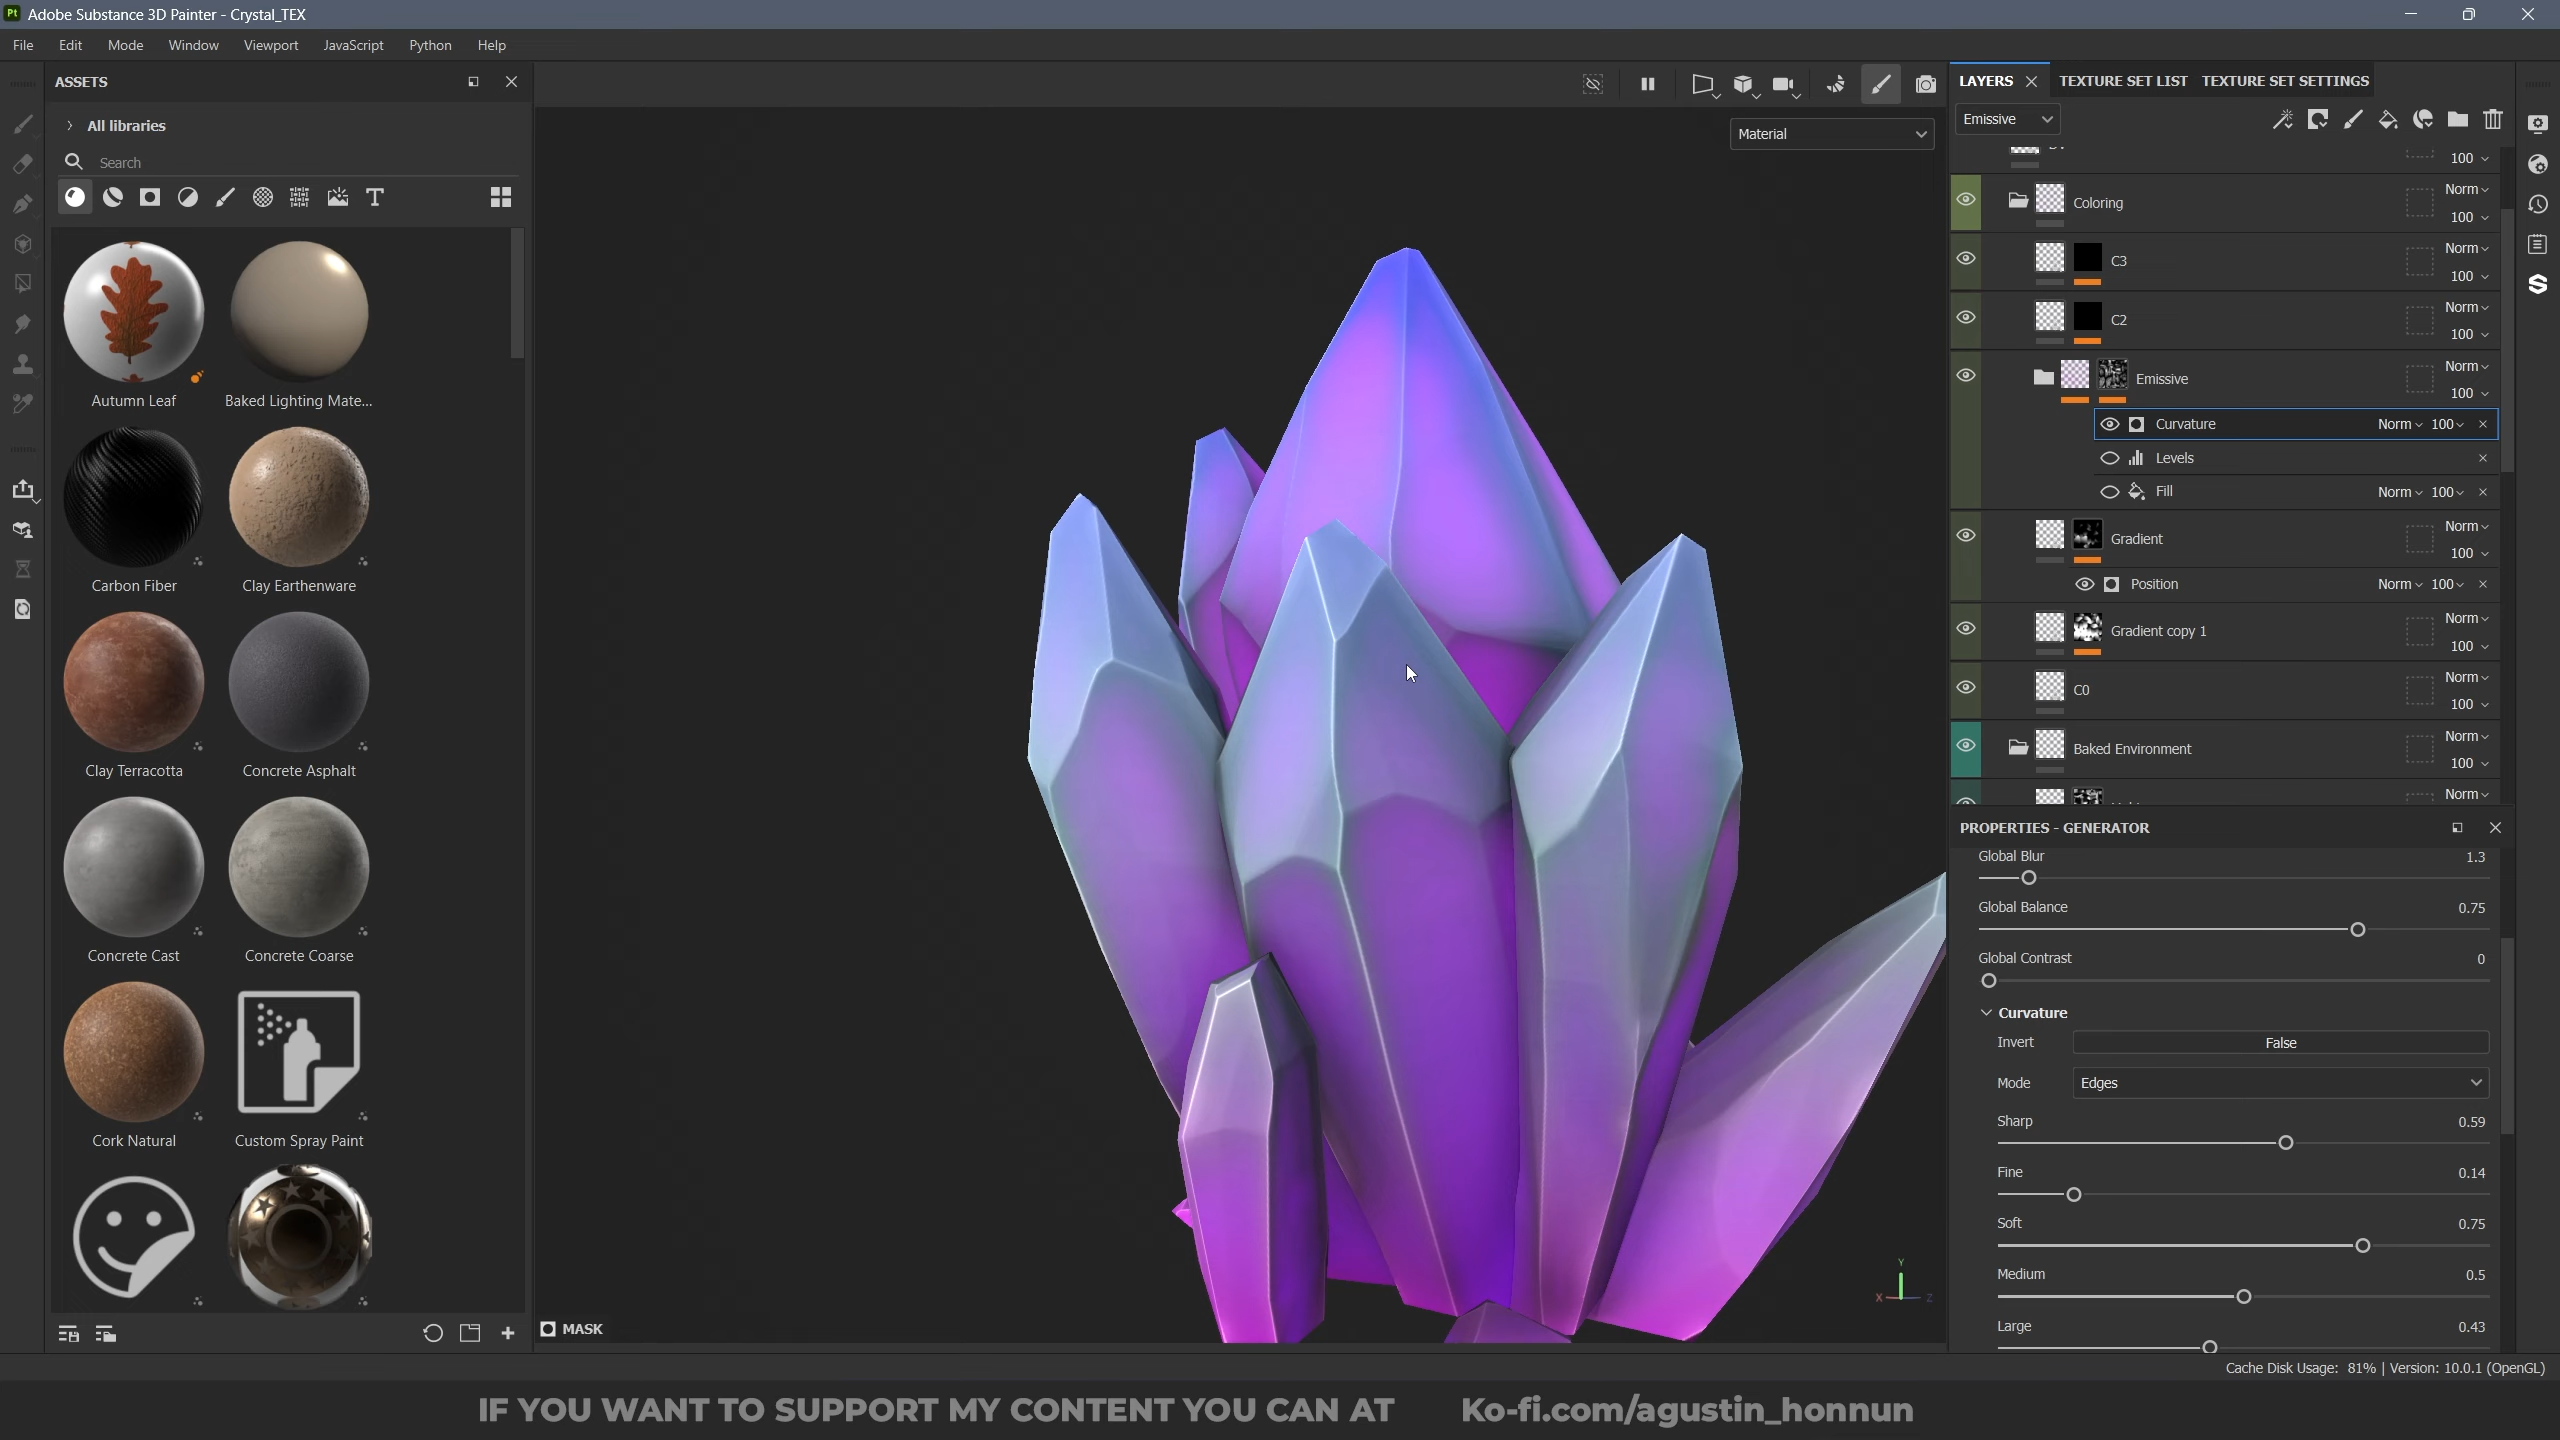 Pt Adobe Substance 3D Painter - Crystal_TEX
File Edit Mode Window Viewport JavaScript Python Help
ASSETS
All libraries
Search
Autumn Leaf
Baked Lighting Mate...
Carbon Fiber
Clay Earthenware
Clay Terracotta
Concrete Asphalt
Concrete Cast
Concrete Coarse
Cork Natural
Custom Spray Paint
Material
MASK
Y
X
Z
LAYERS
TEXTURE SET LIST
TEXTURE SET SETTINGS
Emissive
100
Coloring
Norm
100
C3
Norm
100
C2
Norm
100
Emissive
Norm
100
Curvature Norm 100
Levels
Fill Norm 100
Gradient
Norm
100
Position Norm 100
Gradient copy 1
Norm
100
C0
Norm
100
Baked Environment
Norm
100
Norm
PROPERTIES - GENERATOR
Global Blur 1.3
Global Balance 0.75
Global Contrast 0
Curvature
Invert False
Mode Edges
Sharp 0.59
Fine 0.14
Soft 0.75
Medium 0.5
Large 0.43
Cache Disk Usage: 81% | Version: 10.0.1 (OpenGL)
IF YOU WANT TO SUPPORT MY CONTENT YOU CAN AT Ko-fi.com/agustin_honnun